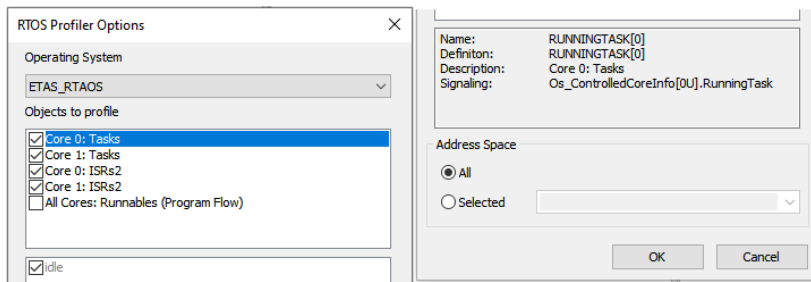 RTOS Profiler Options
Operating System
ETAS_RTAOS
Objects to profile
Core 0: Tasks
Core 1: Tasks
Core 0: ISRs2
Core 1: ISRs2
All Cores: Runnables (Program Flow)
idle
Name: RUNNINGTASK[0]
Definiton: RUNNINGTASK[0]
Description: Core 0: Tasks
Signaling: Os_ControlledCoreInfo[0U].RunningTask
Address Space
All
Selected
OK Cancel